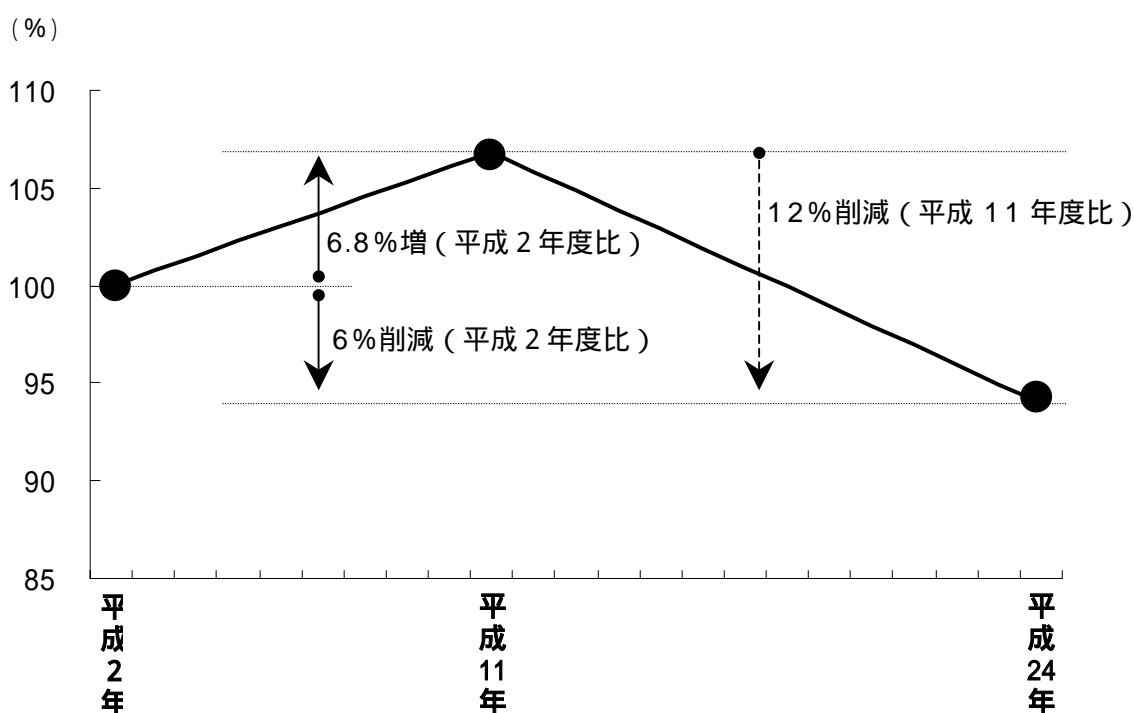 (%)
110
105
100
95
90
85
12%削減(平成 11 年度比)
6.8%増(平成 2 年度比)
6%削減(平成 2 年度比)
平成2年
平成11年
平成24年